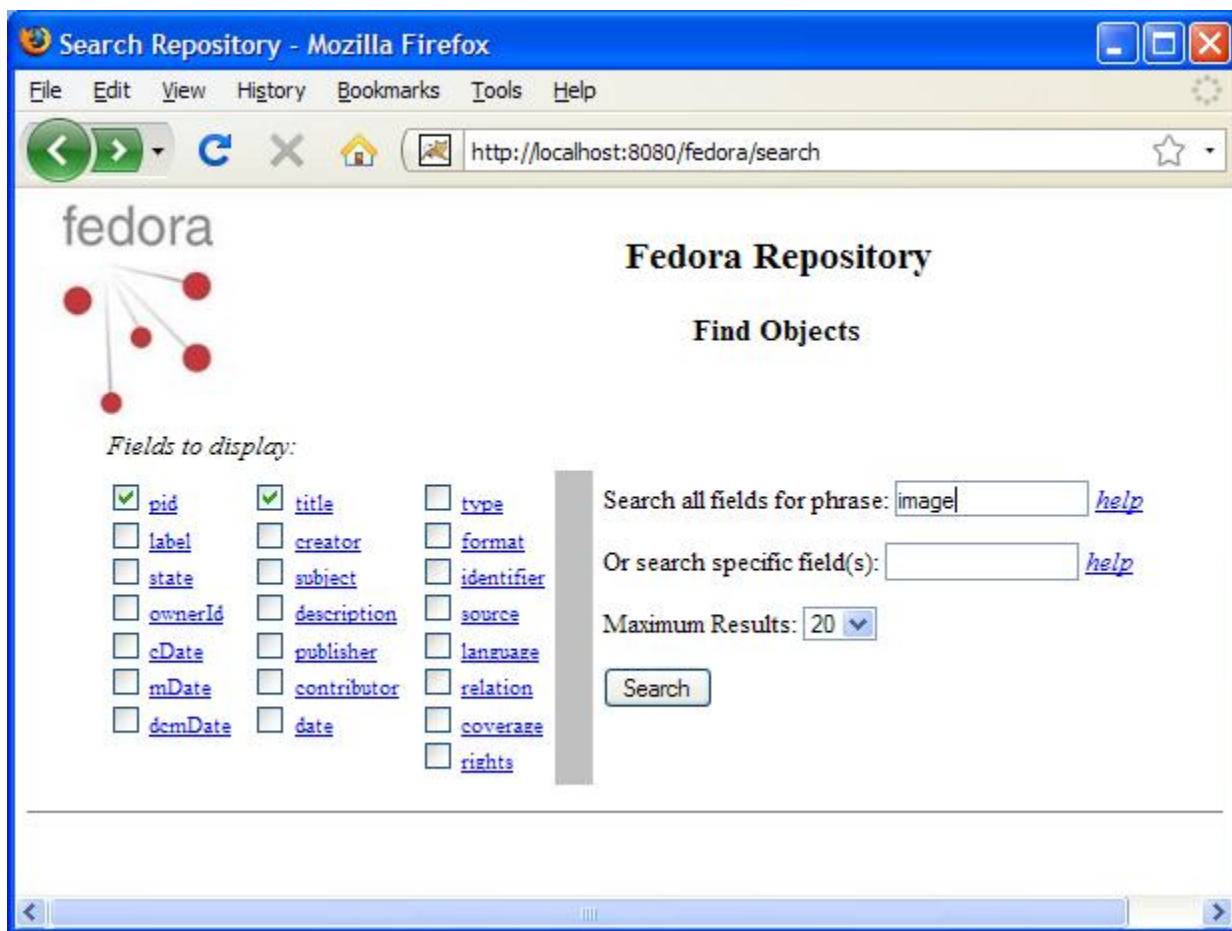 Search Repository - Mozilla Firefox
File Edit View History Bookmarks Tools Help
http://localhost:8080/fedora/search
fedora
Fedora Repository
Find Objects
Fields to display:
pid title type
label creator format
state subject identifier
ownerId description source
cDate publisher language
mDate contributor relation
dcmDate date coverage
rights
Search all fields for phrase: image help
Or search specific field(s): help
Maximum Results: 20
Search